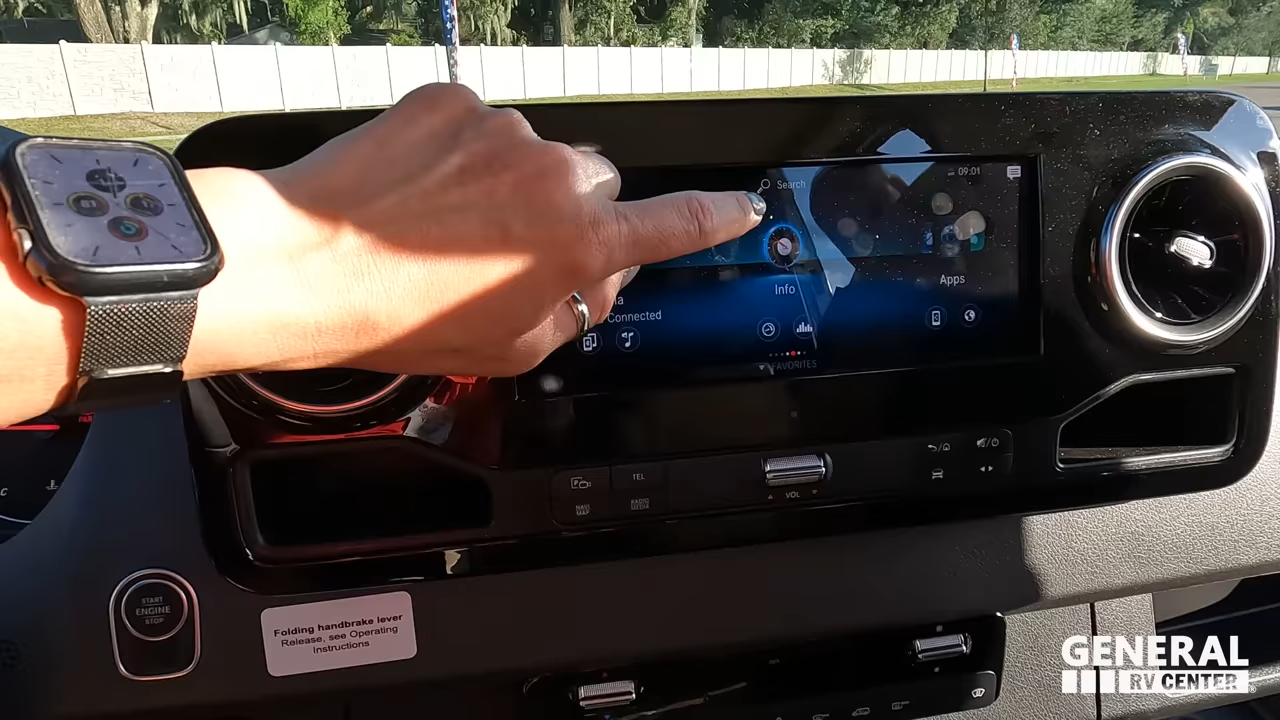 Search
09:01
Info
Apps
Connected
FAVORITES
TEL
NAVI
MAP
RADIO
MEDIA
VOL
START
ENGINE
STOP
Folding handbrake lever
Release, see Operating
Instructions
GENERAL
RV CENTER